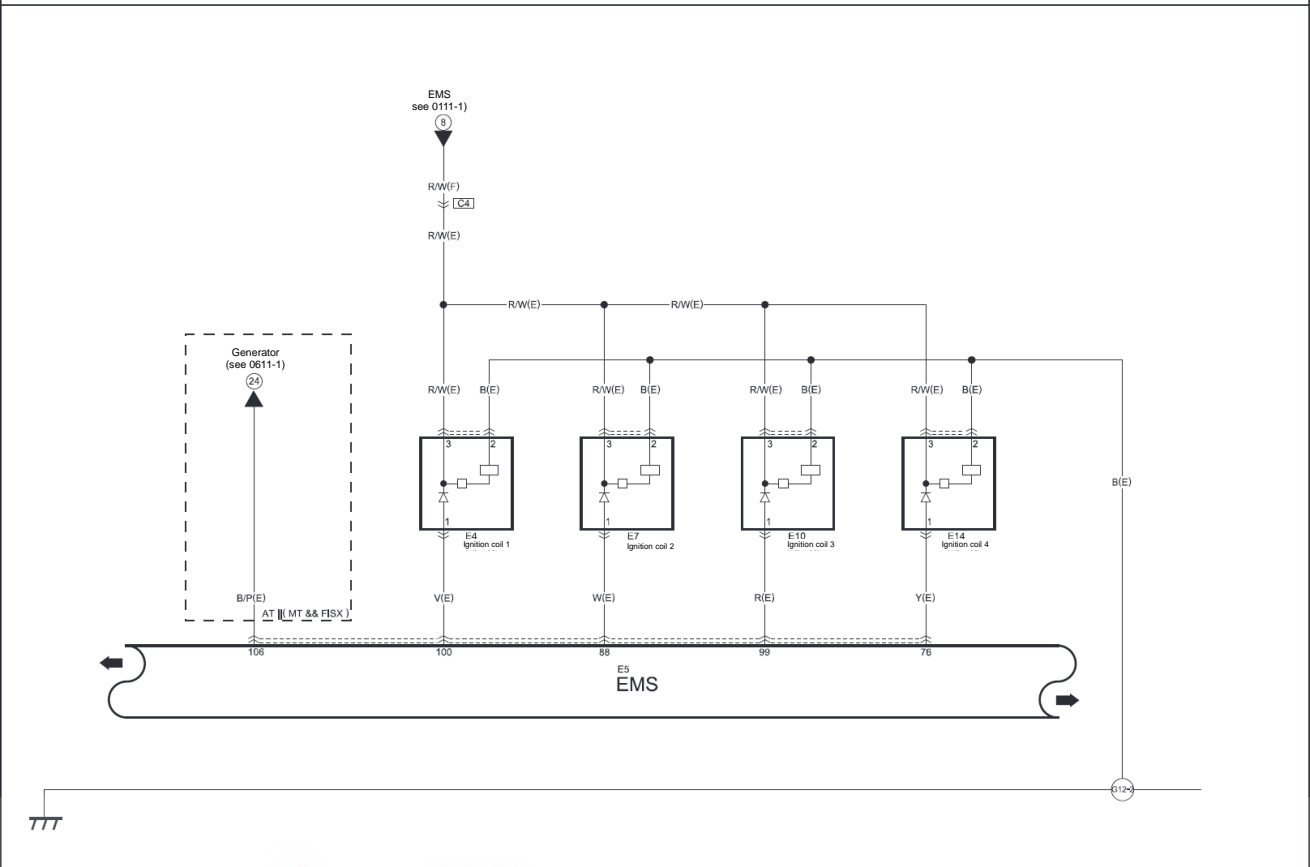 EMS
see 0111-1)
8
R/W(F)
C4
R/W(E)
R/W(E) R/W(E)
Generator
(see 0611-1)
24
R/W(E) B(E) R/W(E) B(E) R/W(E) B(E) R/W(E) B(E)
3 2 3 2 3 2 3 2
B(E)
1 1 1 1
E4 E7 E10 E14
Ignition coil 1 Ignition coil 2 Ignition coil 3 Ignition coil 4
B/P(E) V(E) W(E) R(E) Y(E)
AT ||( MT && FISX )
106 100 88 99 76
E5
EMS
G12-2